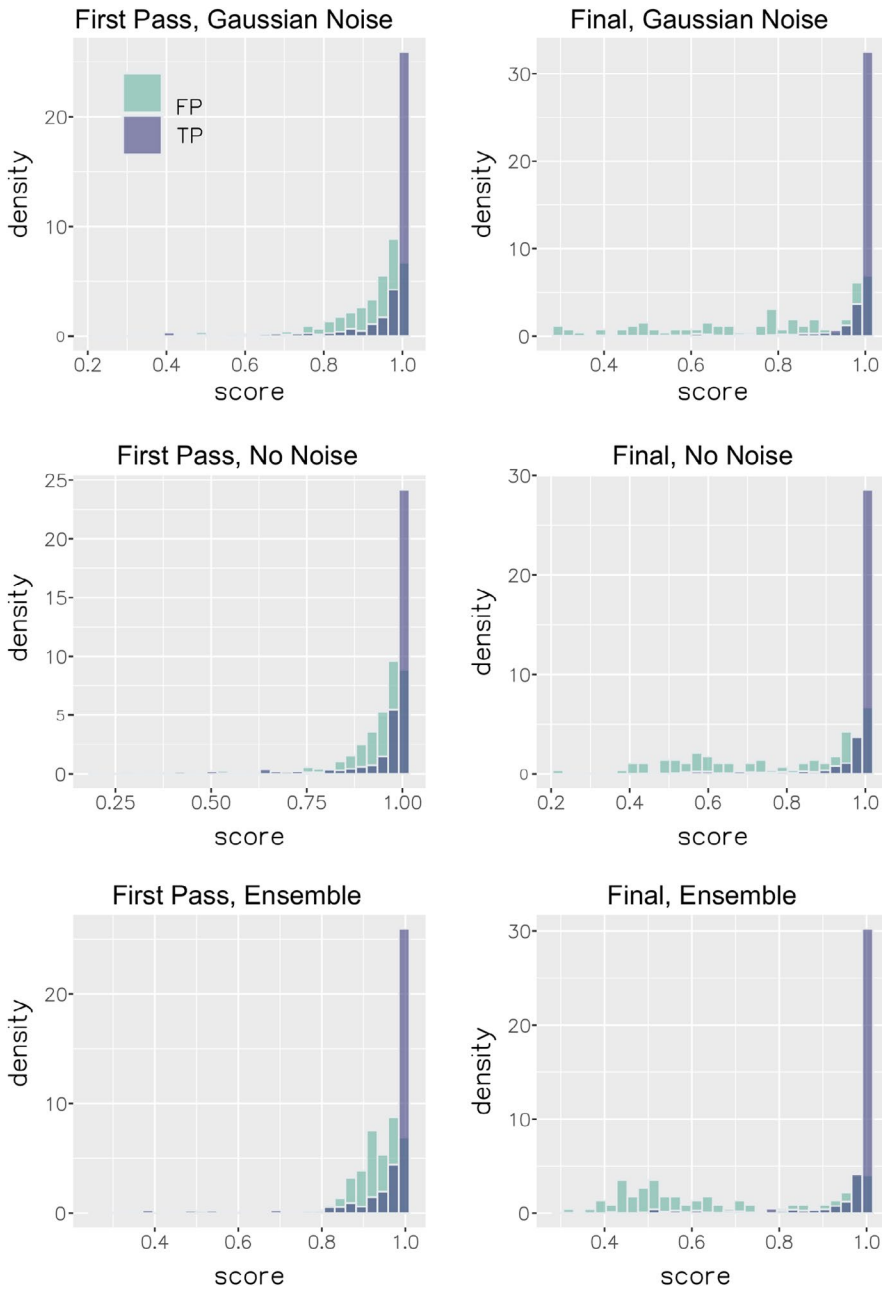 First Pass, Gaussian Noise
FP
TP
density
20
10
0
0.2 0.4 0.6 0.8 1.0
score
Final, Gaussian Noise
density
30
20
10
0
0.4 0.6 0.8 1.0
score
First Pass, No Noise
density
25
20
15
10
5
0
0.25 0.50 0.75 1.00
score
Final, No Noise
density
30
20
10
0
0.2 0.4 0.6 0.8 1.0
score
First Pass, Ensemble
density
20
10
0
0.4 0.6 0.8 1.0
score
Final, Ensemble
density
30
20
10
0
0.4 0.6 0.8 1.0
score